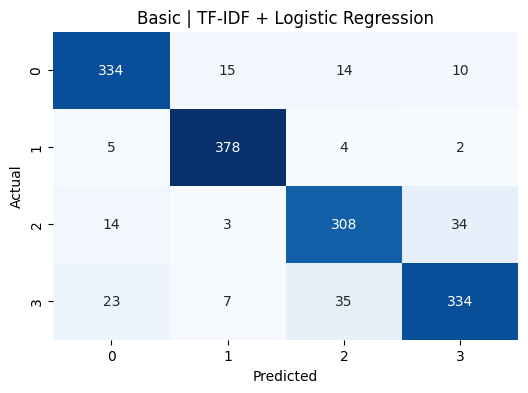 Basic | TF-IDF + Logistic Regression
0 334 15 14 10
1 5 378 4 2
2 14 3 308 34
3 23 7 35 334
Actual
0 1 2 3
Predicted